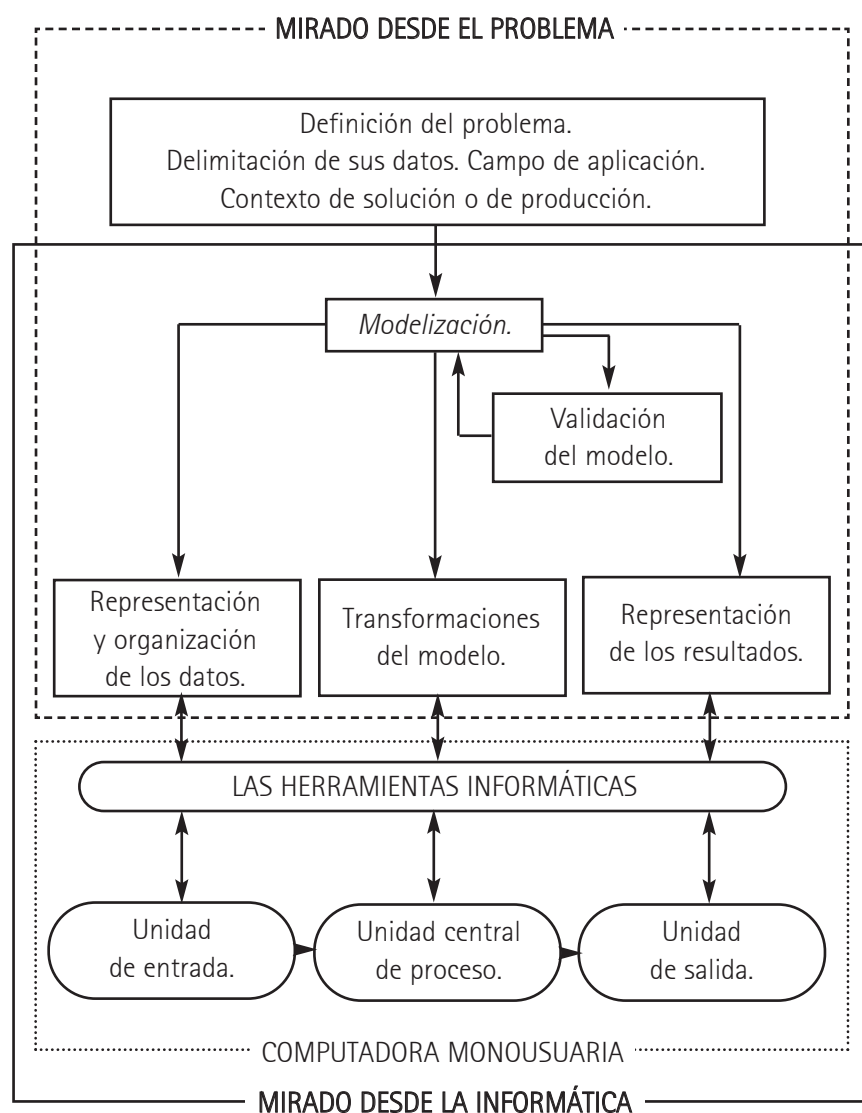 MIRADO DESDE EL PROBLEMA
Definición del problema.
Delimitación de sus datos. Campo de aplicación.
Contexto de solución o de producción.
Modelización.
Validación
del modelo.
Representación
y organización
de los datos.
Transformaciones
del modelo.
Representación
de los resultados.
LAS HERRAMIENTAS INFORMÁTICAS
Unidad
de entrada.
Unidad central
de proceso.
Unidad
de salida.
COMPUTADORA MONOUSUARIA
MIRADO DESDE LA INFORMÁTICA